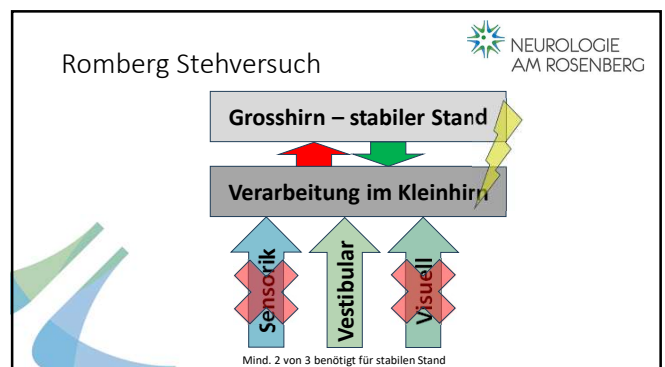 NEUROLOGIE
AM ROSENBERG
Romberg Stehversuch
Grosshirn – stabiler Stand
Verarbeitung im Kleinhirn
Sensorik
Vestibular
Visuell
Mind. 2 von 3 benötigt für stabilen Stand